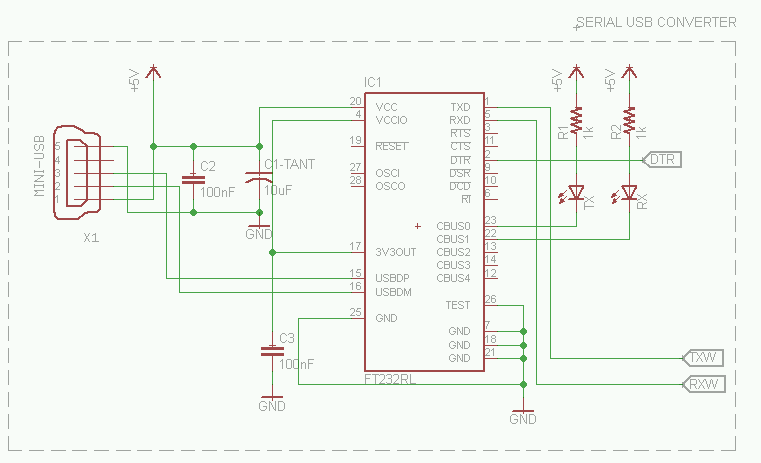 SERIAL USB CONVERTER
IC1
+5V
+5V
+5V
20 VCC TXD 1
4 VCCIO RXD 5
RTS 3
19 RESET CTS 11
DTR 2
27 OSCI DSR 9
28 OSCO DCD 10
RI 6
CBUS0 23
CBUS1 22
17 3V3OUT CBUS2 13
CBUS3 14
15 USBDP CBUS4 12
16 USBDM
TEST 26
25 GND
GND 7
GND 18
GND 21
FT232RL
MINI-USB
5
4
3
2
1
X1
C2
100nF
C1-TANT
10uF
GND
C3
100nF
GND
GND
R1
1k
R2
1k
TX
RX
DTR
TXW
RXW